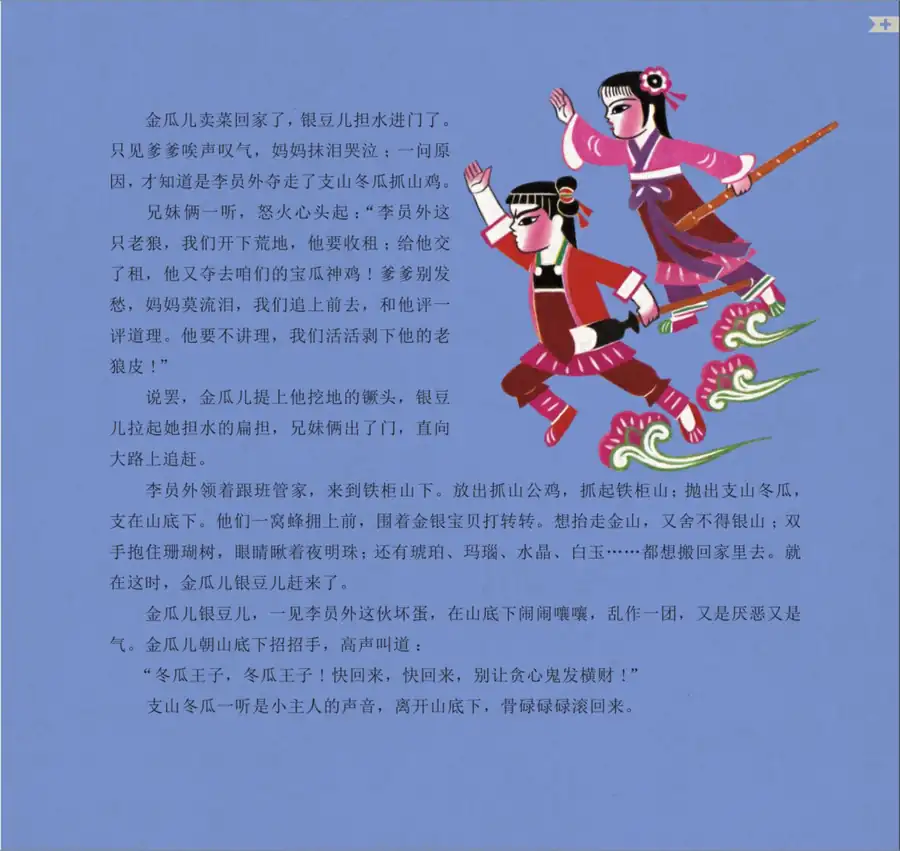 金瓜儿卖菜回家了，银豆儿担水进门了。
只见爹爹唉声叹气，妈妈抹泪哭泣；一问原
因，才知道是李员外夺走了支山冬瓜抓山鸡。
兄妹俩一听，怒火心头起：“李员外这
只老狼，我们开下荒地，他要收租；给他交
了租，他又夺去咱们的宝瓜神鸡！爹爹别发
愁，妈妈莫流泪，我们追上前去，和他评一
评道理。他要不讲理，我们活活剥下他的老
狼皮！”
说罢，金瓜儿提上他挖地的镢头，银豆
儿拉起她担水的扁担，兄妹俩出了门，直向
大路上追赶。
李员外领着跟班管家，来到铁柜山下。放出抓山公鸡，抓起铁柜山；抛出支山冬瓜，
支在山底下。他们一窝蜂拥上前，围着金银宝贝打转转。想抬走金山，又舍不得银山；双
手抱住珊瑚树，眼睛瞅着夜明珠；还有琥珀、玛瑙、水晶、白玉……都想搬回家里去。就
在这时，金瓜儿银豆儿赶来了。
金瓜儿银豆儿，一见李员外这伙坏蛋，在山底下闹闹嚷嚷，乱作一团，又是厌恶又是
气。金瓜儿朝山底下招招手，高声叫道：
“冬瓜王子，冬瓜王子！快回来，快回来，别让贪心鬼发横财！”
支山冬瓜一听是小主人的声音，离开山底下，骨碌碌碌滚回来。